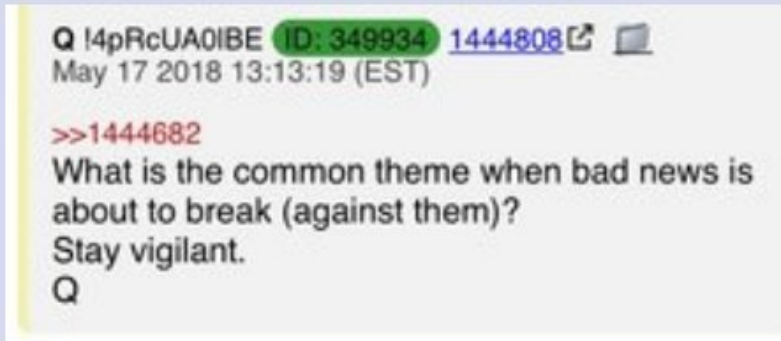 Q !4pRcUA0lBE ID: 349934 1444808
May 17 2018 13:13:19 (EST)
>>1444682
What is the common theme when bad news is
about to break (against them)?
Stay vigilant.
Q